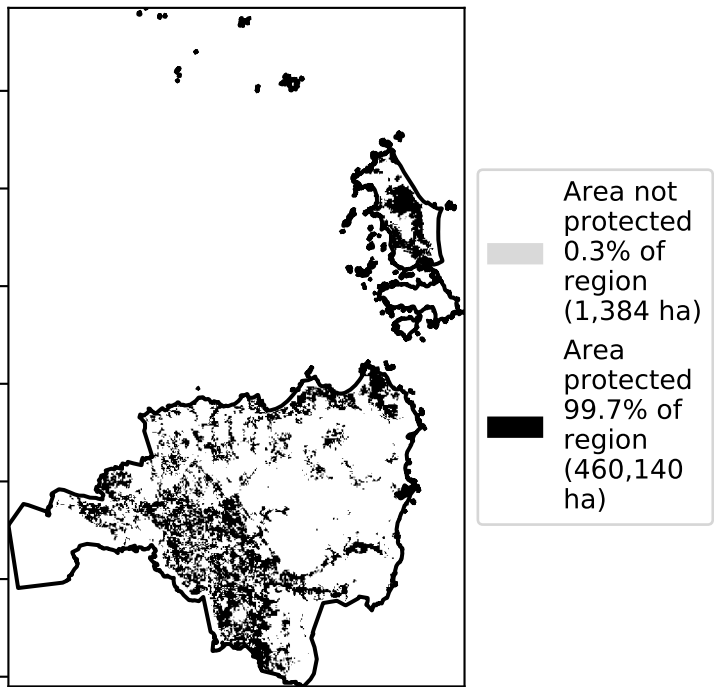 Area not
protected
0.3% of
region
(1,384 ha)
Area
protected
99.7% of
region
(460,140
ha)